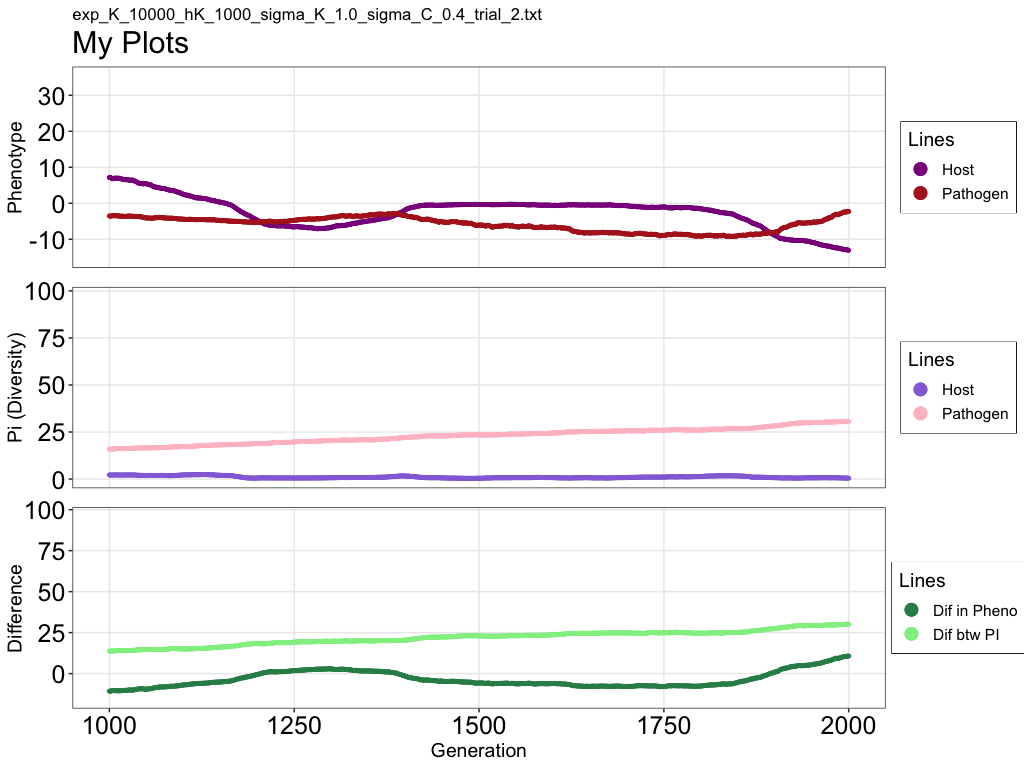 exp_K_10000_hK_1000_sigma_K_1.0_sigma_C_0.4_trial_2.txt
My Plots
Phenotype
30
20
10
0
-10
Lines
Host
Pathogen
Pi (Diversity)
100
75
50
25
0
Lines
Host
Pathogen
Difference
100
75
50
25
0
Lines
Dif in Pheno
Dif btw PI
1000 1250 1500 1750 2000
Generation